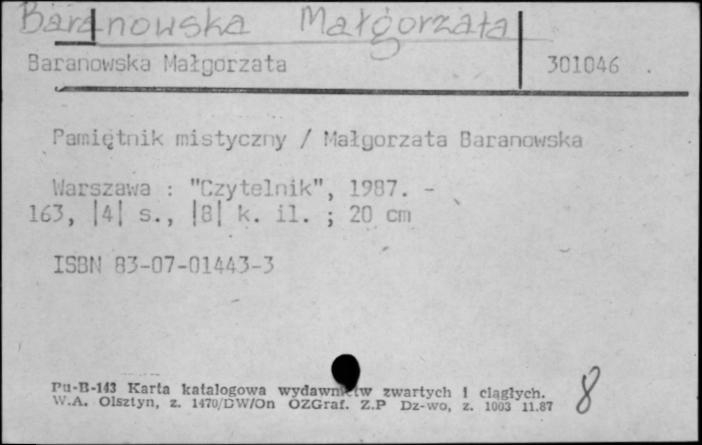 Baranowska Małgorzata
Baranowska Małgorzata 301046 .
Pamiętnik mistyczny / Małgorzata Baranowska
Warszawa : "Czytelnik", 1987. -
163, |4| s., |8| k. il. ; 20 cm
ISBN 83-07-01443-3
Pu-B-143 Karta katalogowa wydawnictw zwartych i ciągłych.
W.A. Olsztyn, z. 1470/DW/On OZGraf. Z.P Dz-wo, z. 1003 11.87
8